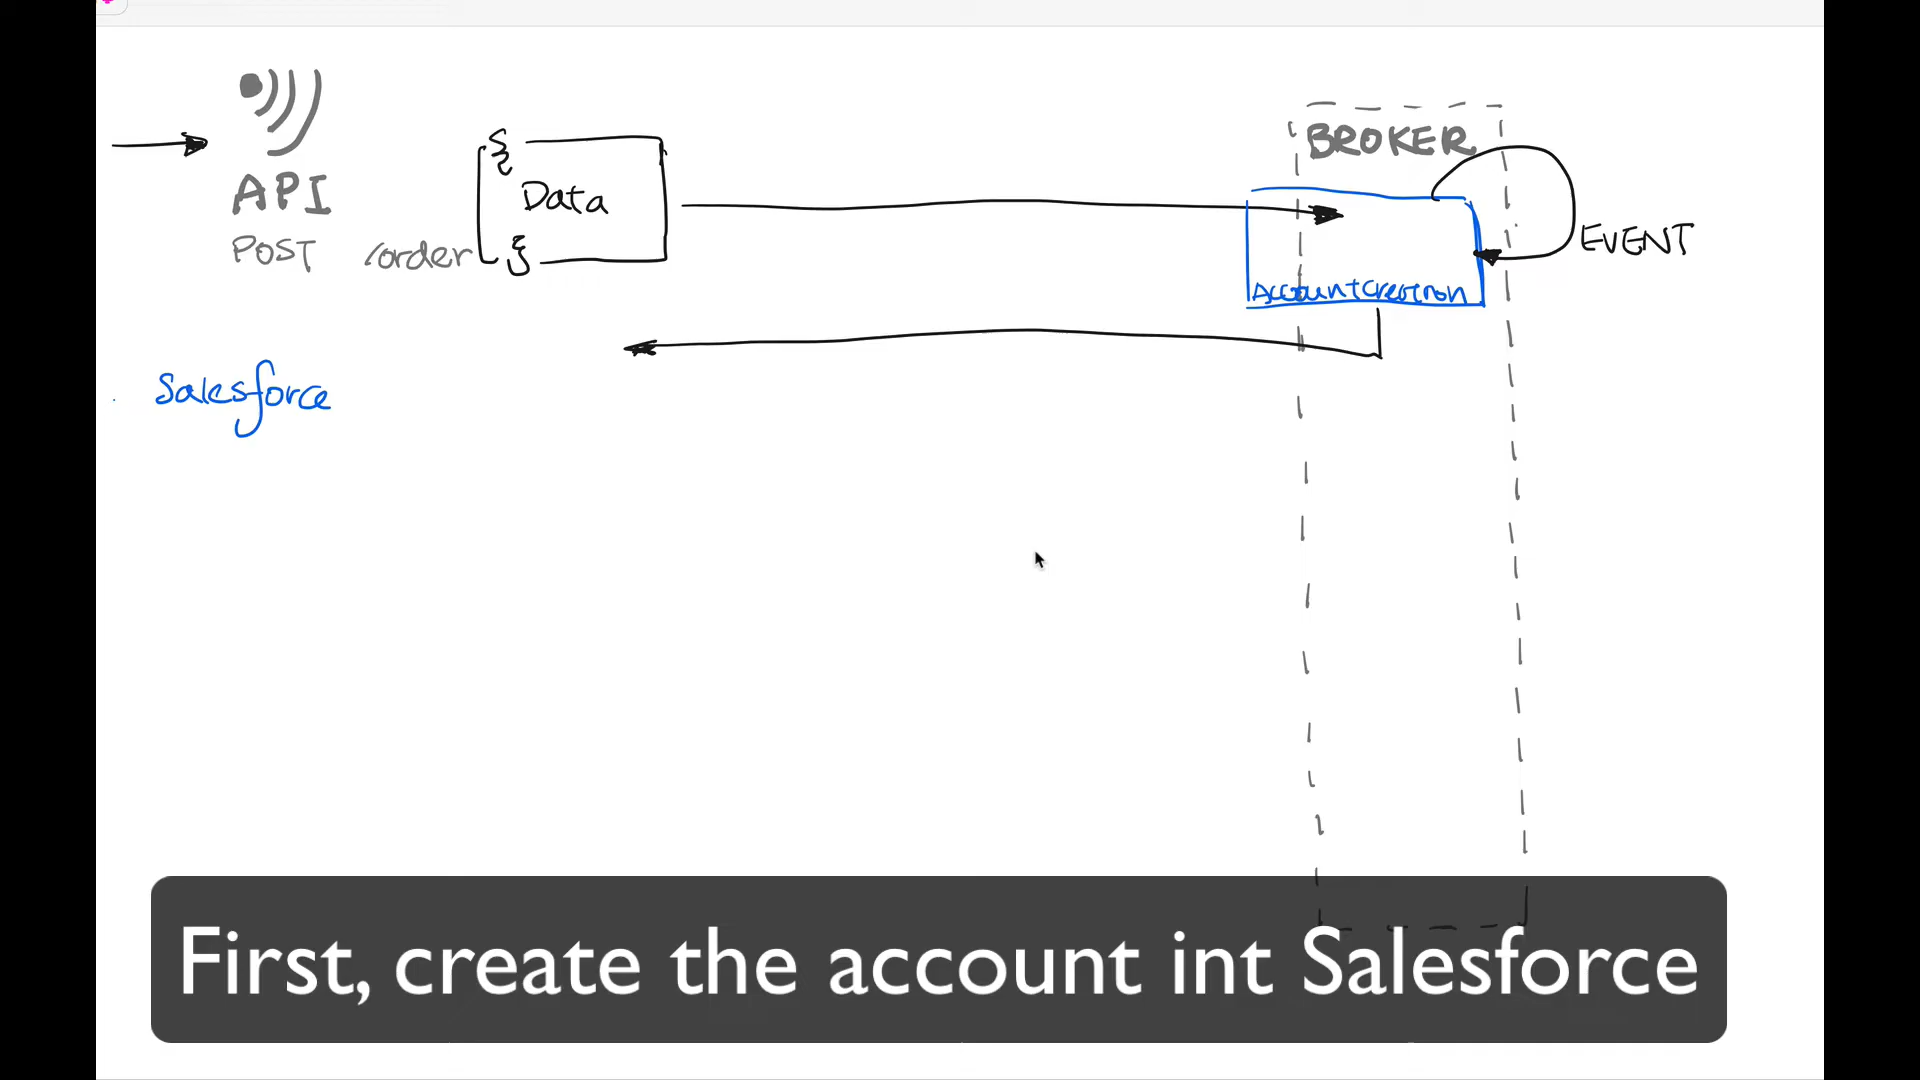 BROKER
{
Data
API
POST /order
}
EVENT
AccountCreation
Salesforce
First, create the account int Salesforce